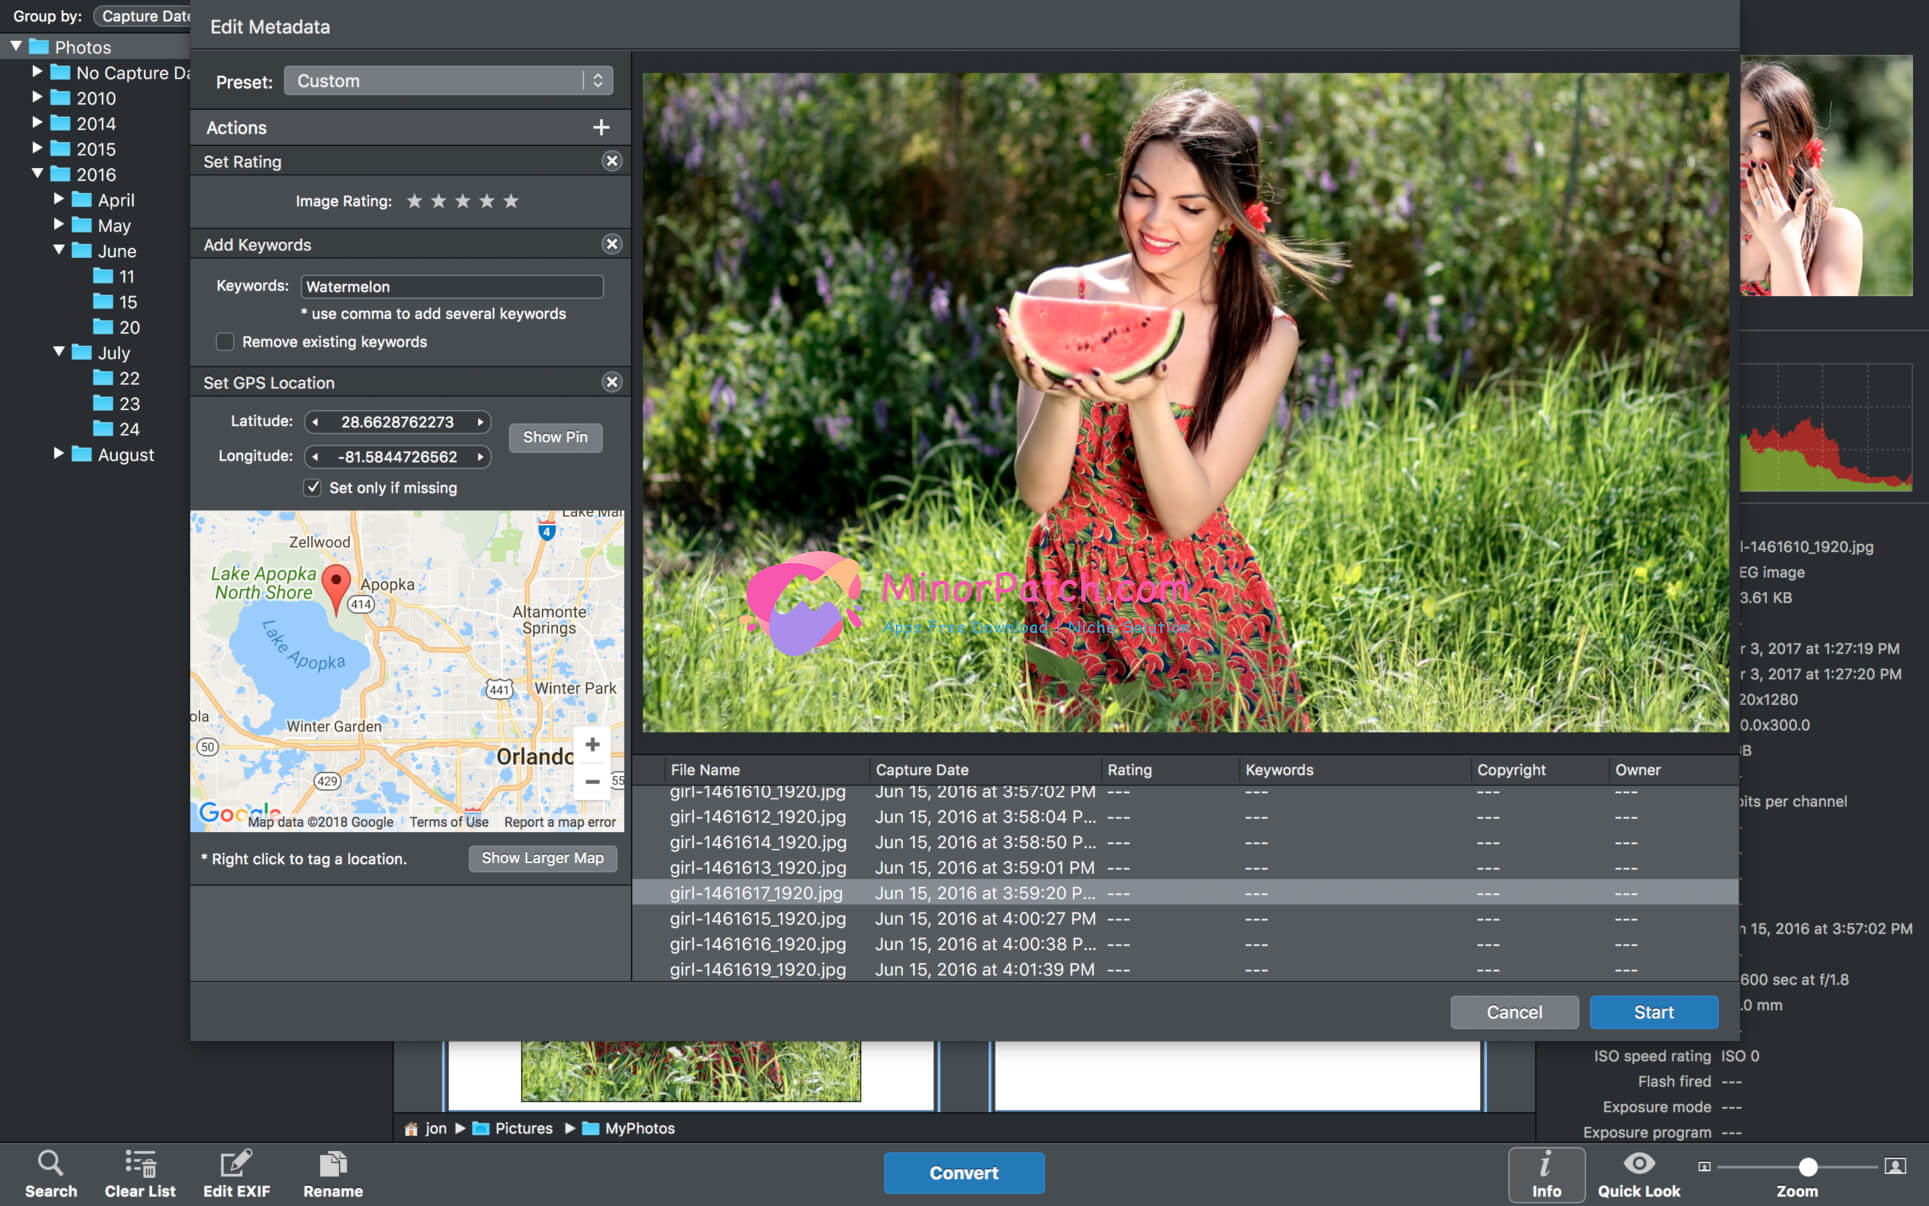 Group by: Capture Date
Photos
No Capture Da
2010
2014
2015
2016
April
May
June
11
15
20
July
22
23
24
August
Edit Metadata
Preset: Custom
Actions
Set Rating
Image Rating:
Add Keywords
Keywords: Watermelon
* use comma to add several keywords
Remove existing keywords
Set GPS Location
Latitude: 28.6628762273
Longitude: -81.5844726562
Show Pin
Set only if missing
Lake Mar
4
Zellwood
Lake Apopka
North Shore
Apopka
414
Altamonte
Springs
Lake Apopka
441
Winter Park
ola
Winter Garden
50
Orlando
429
55
Google
Map data ©2018 Google Terms of Use Report a map error
* Right click to tag a location.
Show Larger Map
MinorPatch.com
Apps Free Download | Niche Solution
File Name Capture Date Rating Keywords Copyright Owner
girl-1461610_1920.jpg Jun 15, 2016 at 3:57:02 PM --- --- --- ---
girl-1461612_1920.jpg Jun 15, 2016 at 3:58:04 P... --- --- --- ---
girl-1461614_1920.jpg Jun 15, 2016 at 3:58:50 P... --- --- --- ---
girl-1461613_1920.jpg Jun 15, 2016 at 3:59:01 PM --- --- --- ---
girl-1461617_1920.jpg Jun 15, 2016 at 3:59:20 P... --- --- --- ---
girl-1461615_1920.jpg Jun 15, 2016 at 4:00:27 PM --- --- --- ---
girl-1461616_1920.jpg Jun 15, 2016 at 4:00:38 P... --- --- --- ---
girl-1461619_1920.jpg Jun 15, 2016 at 4:01:39 PM --- --- --- ---
Cancel
Start
l-1461610_1920.jpg
EG image
3.61 KB
r 3, 2017 at 1:27:19 PM
r 3, 2017 at 1:27:20 PM
20x1280
0.0x300.0
B
bits per channel
n 15, 2016 at 3:57:02 PM
600 sec at f/1.8
.0 mm
ISO speed rating ISO 0
Flash fired ---
Exposure mode ---
Exposure program ---
jon Pictures MyPhotos
Search
Clear List
Edit EXIF
Rename
Convert
Info
Quick Look
Zoom